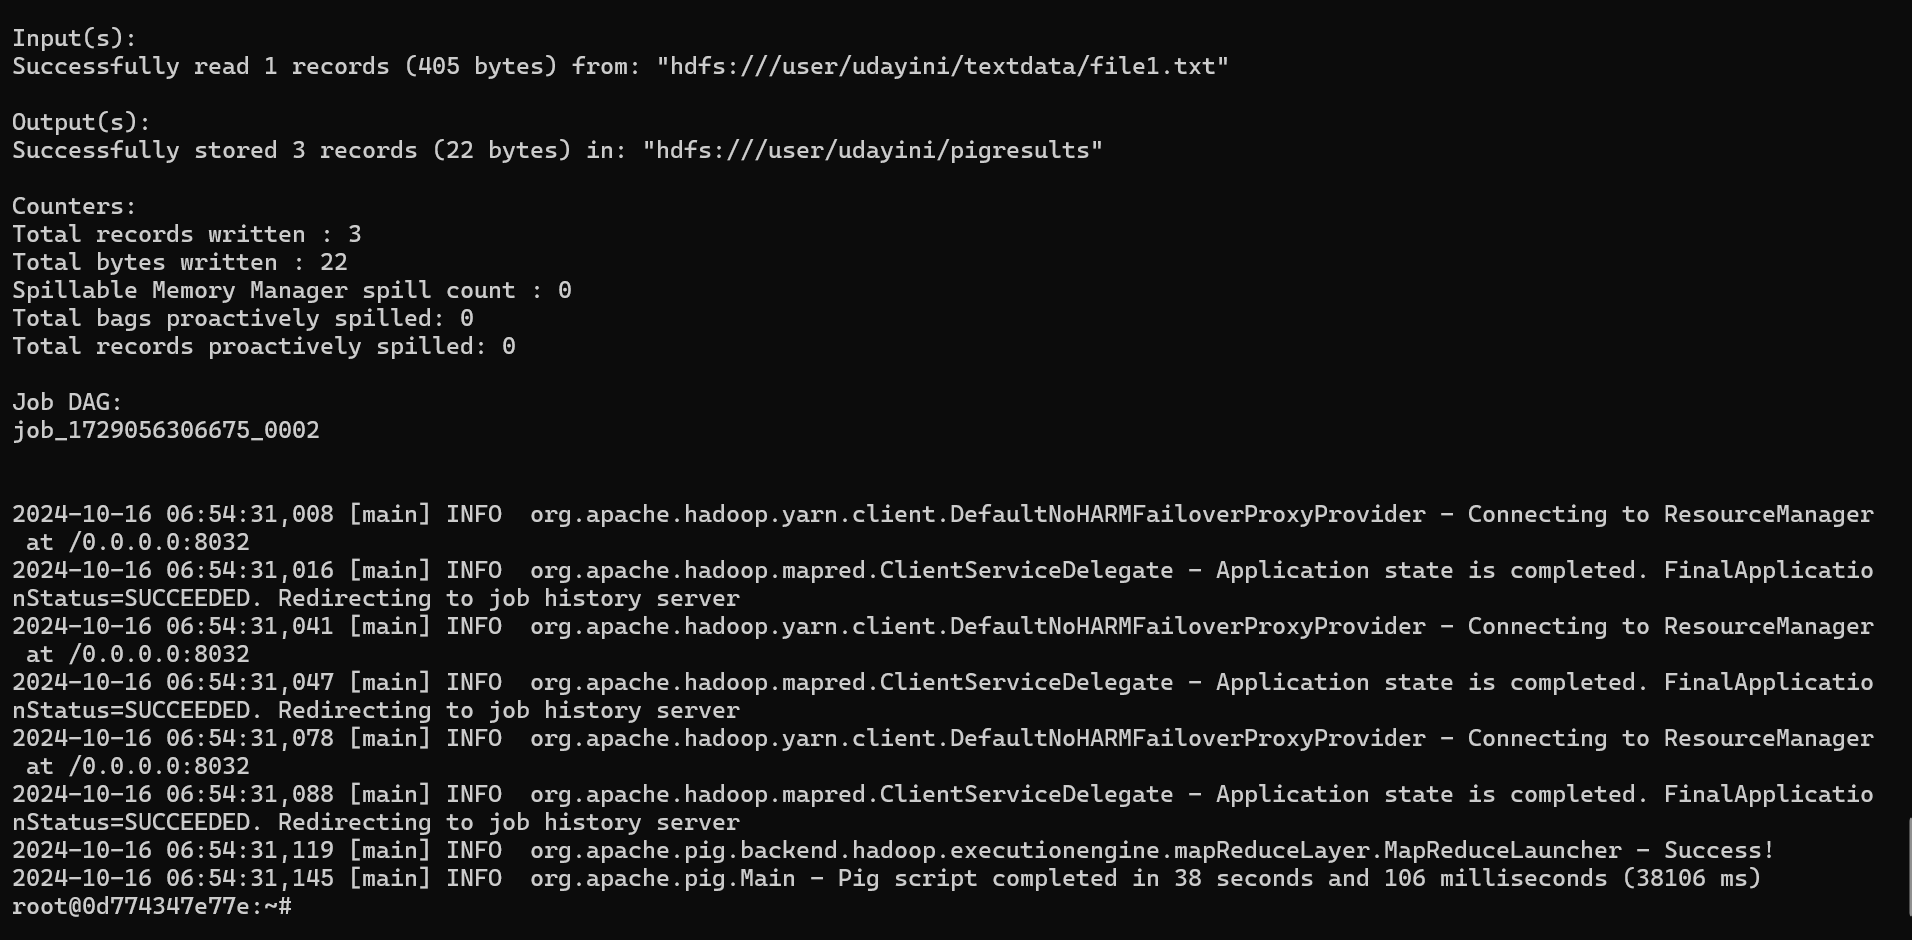 Input(s):
Successfully read 1 records (405 bytes) from: "hdfs:///user/udayini/textdata/file1.txt"
Output(s):
Successfully stored 3 records (22 bytes) in: "hdfs:///user/udayini/pigresults"
Counters:
Total records written : 3
Total bytes written : 22
Spillable Memory Manager spill count : 0
Total bags proactively spilled: 0
Total records proactively spilled: 0
Job DAG:
job_1729056306675_0002
2024-10-16 06:54:31,008 [main] INFO  org.apache.hadoop.yarn.client.DefaultNoHARMFailoverProxyProvider - Connecting to ResourceManager
 at /0.0.0.0:8032
2024-10-16 06:54:31,016 [main] INFO  org.apache.hadoop.mapred.ClientServiceDelegate - Application state is completed. FinalApplicatio
nStatus=SUCCEEDED. Redirecting to job history server
2024-10-16 06:54:31,041 [main] INFO  org.apache.hadoop.yarn.client.DefaultNoHARMFailoverProxyProvider - Connecting to ResourceManager
 at /0.0.0.0:8032
2024-10-16 06:54:31,047 [main] INFO  org.apache.hadoop.mapred.ClientServiceDelegate - Application state is completed. FinalApplicatio
nStatus=SUCCEEDED. Redirecting to job history server
2024-10-16 06:54:31,078 [main] INFO  org.apache.hadoop.yarn.client.DefaultNoHARMFailoverProxyProvider - Connecting to ResourceManager
 at /0.0.0.0:8032
2024-10-16 06:54:31,088 [main] INFO  org.apache.hadoop.mapred.ClientServiceDelegate - Application state is completed. FinalApplicatio
nStatus=SUCCEEDED. Redirecting to job history server
2024-10-16 06:54:31,119 [main] INFO  org.apache.pig.backend.hadoop.executionengine.mapReduceLayer.MapReduceLauncher - Success!
2024-10-16 06:54:31,145 [main] INFO  org.apache.pig.Main - Pig script completed in 38 seconds and 106 milliseconds (38106 ms)
root@0d774347e77e:~#